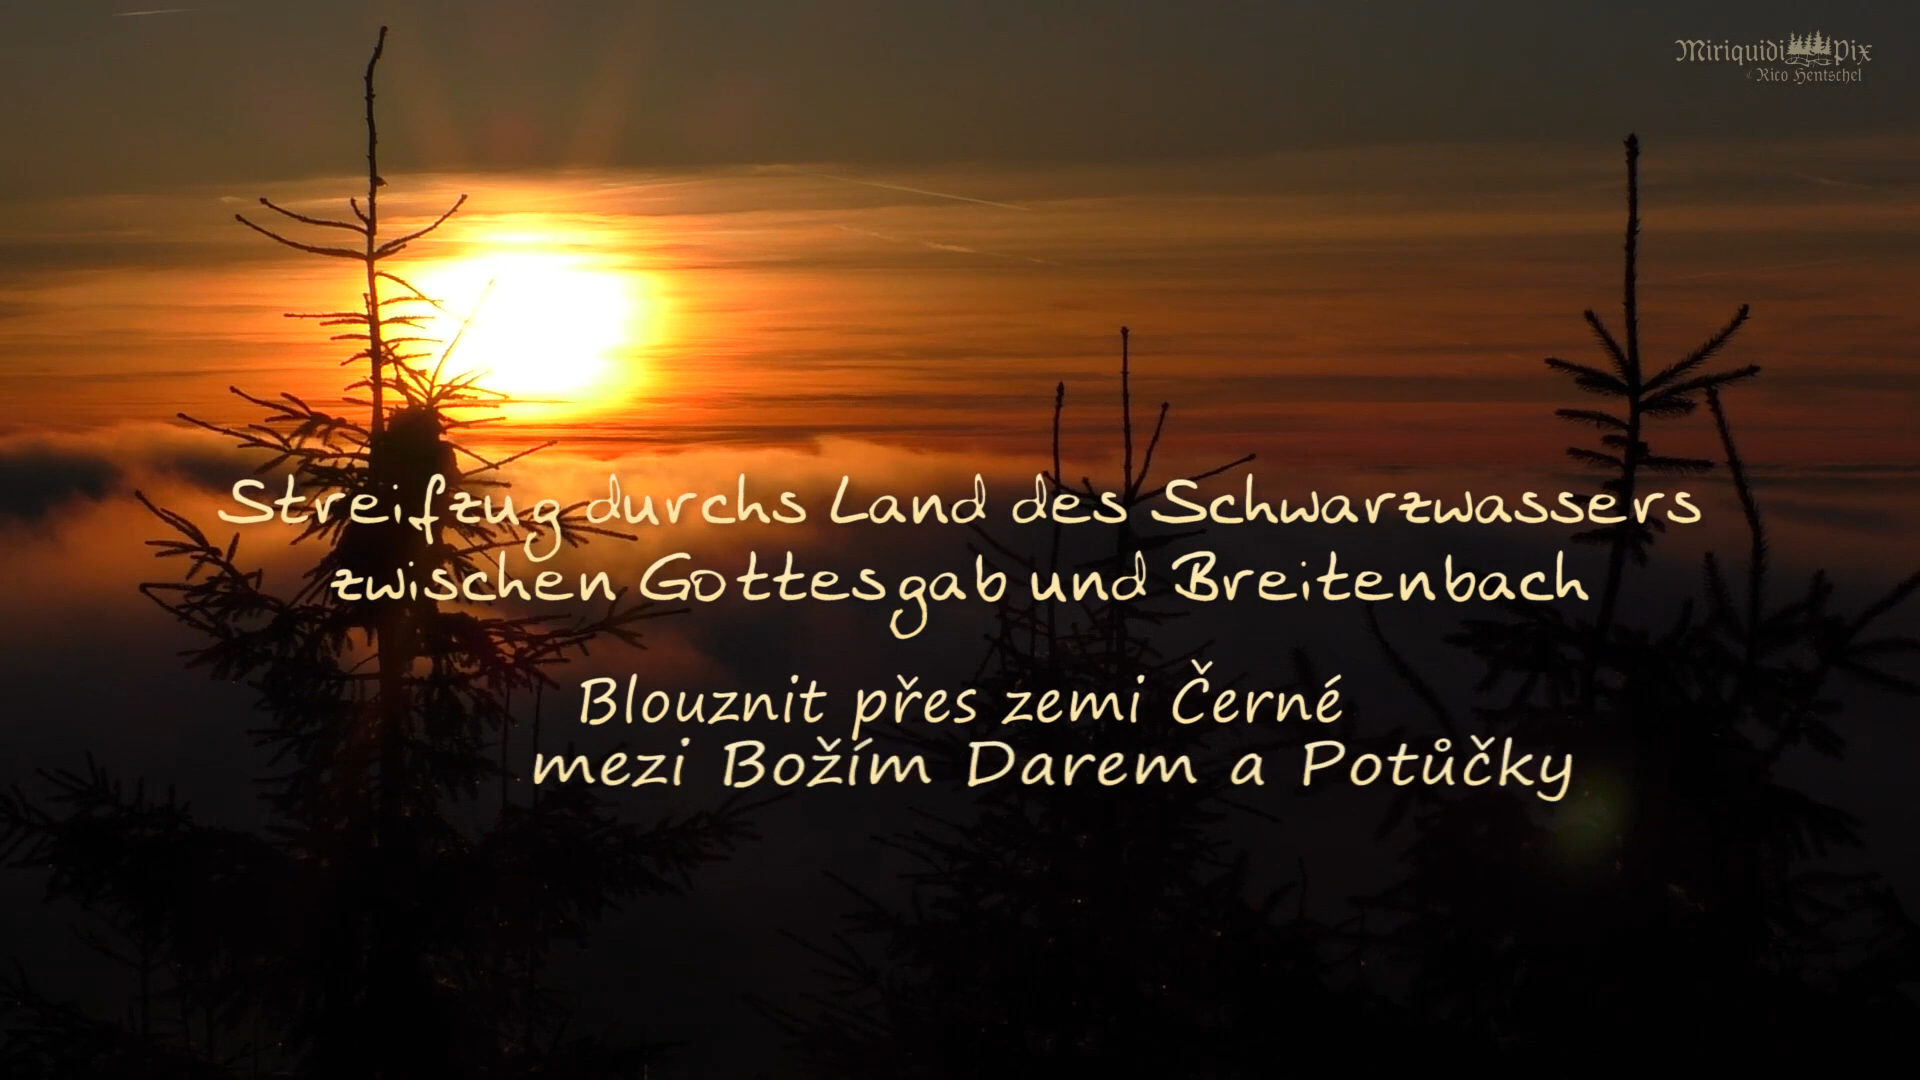 Miriquidi Pix
© Rico Hentschel
Streifzug durchs Land des Schwarzwassers
zwischen Gottesgab und Breitenbach
Blouznit přes zemi Černé
mezi Božím Darem a Potůčky